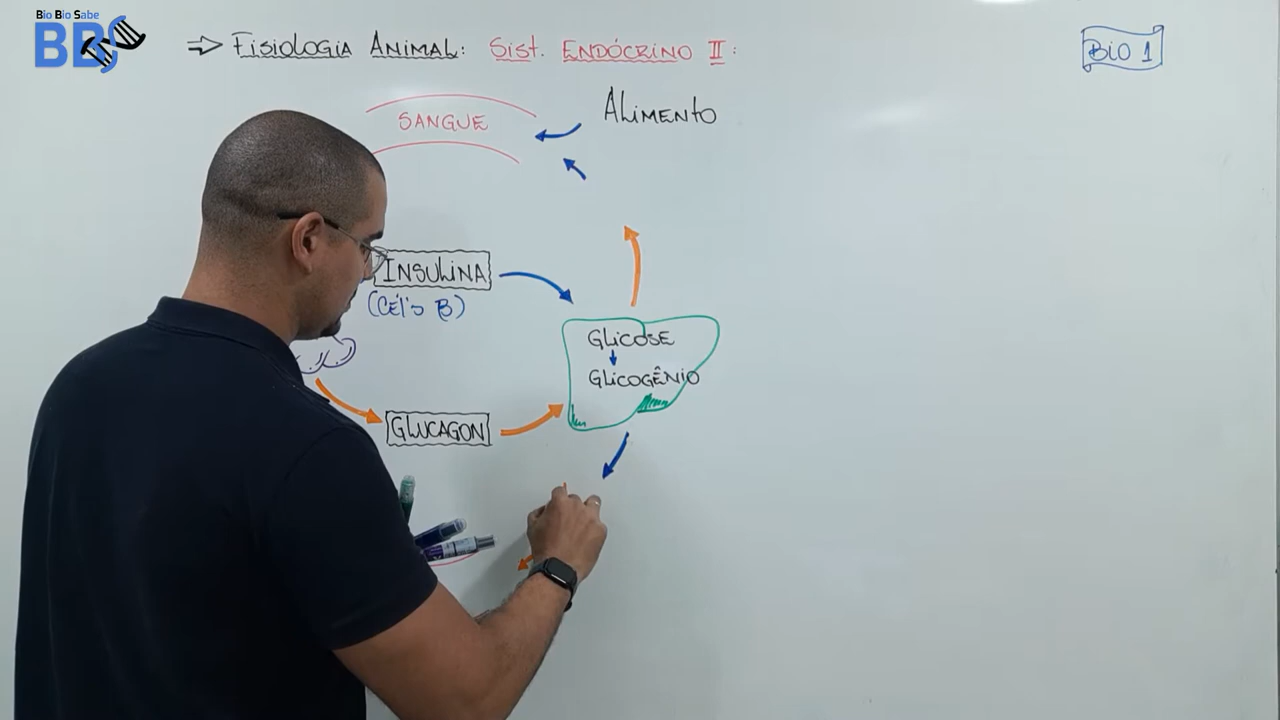 Bio Bio Sabe
BBS
⇒ Fisiologia Animal: Sist. Endócrino II:
BIO 1
Alimento
SANGUE
INSULINA
(Cél's β)
GLICOSE
GLICOGÊNIO
GLUCAGON